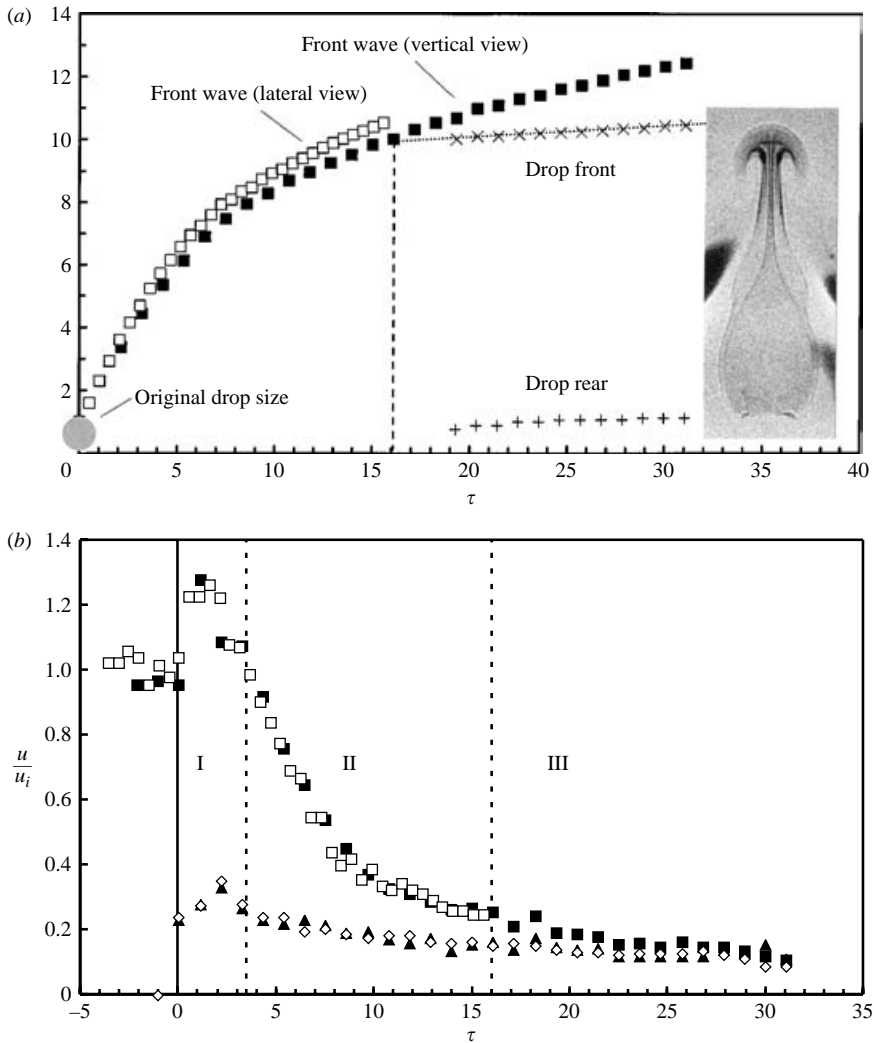 (a)
14
12
10
8
6
4
2
Front wave (vertical view)
Front wave (lateral view)
Drop front
Drop rear
Original drop size
0 5 10 15 20 25 30 35 40
τ
(b)
1.4
1.2
1.0
0.8
0.6
0.4
0.2
0
u
u_i
I II III
–5 0 5 10 15 20 25 30 35
τ